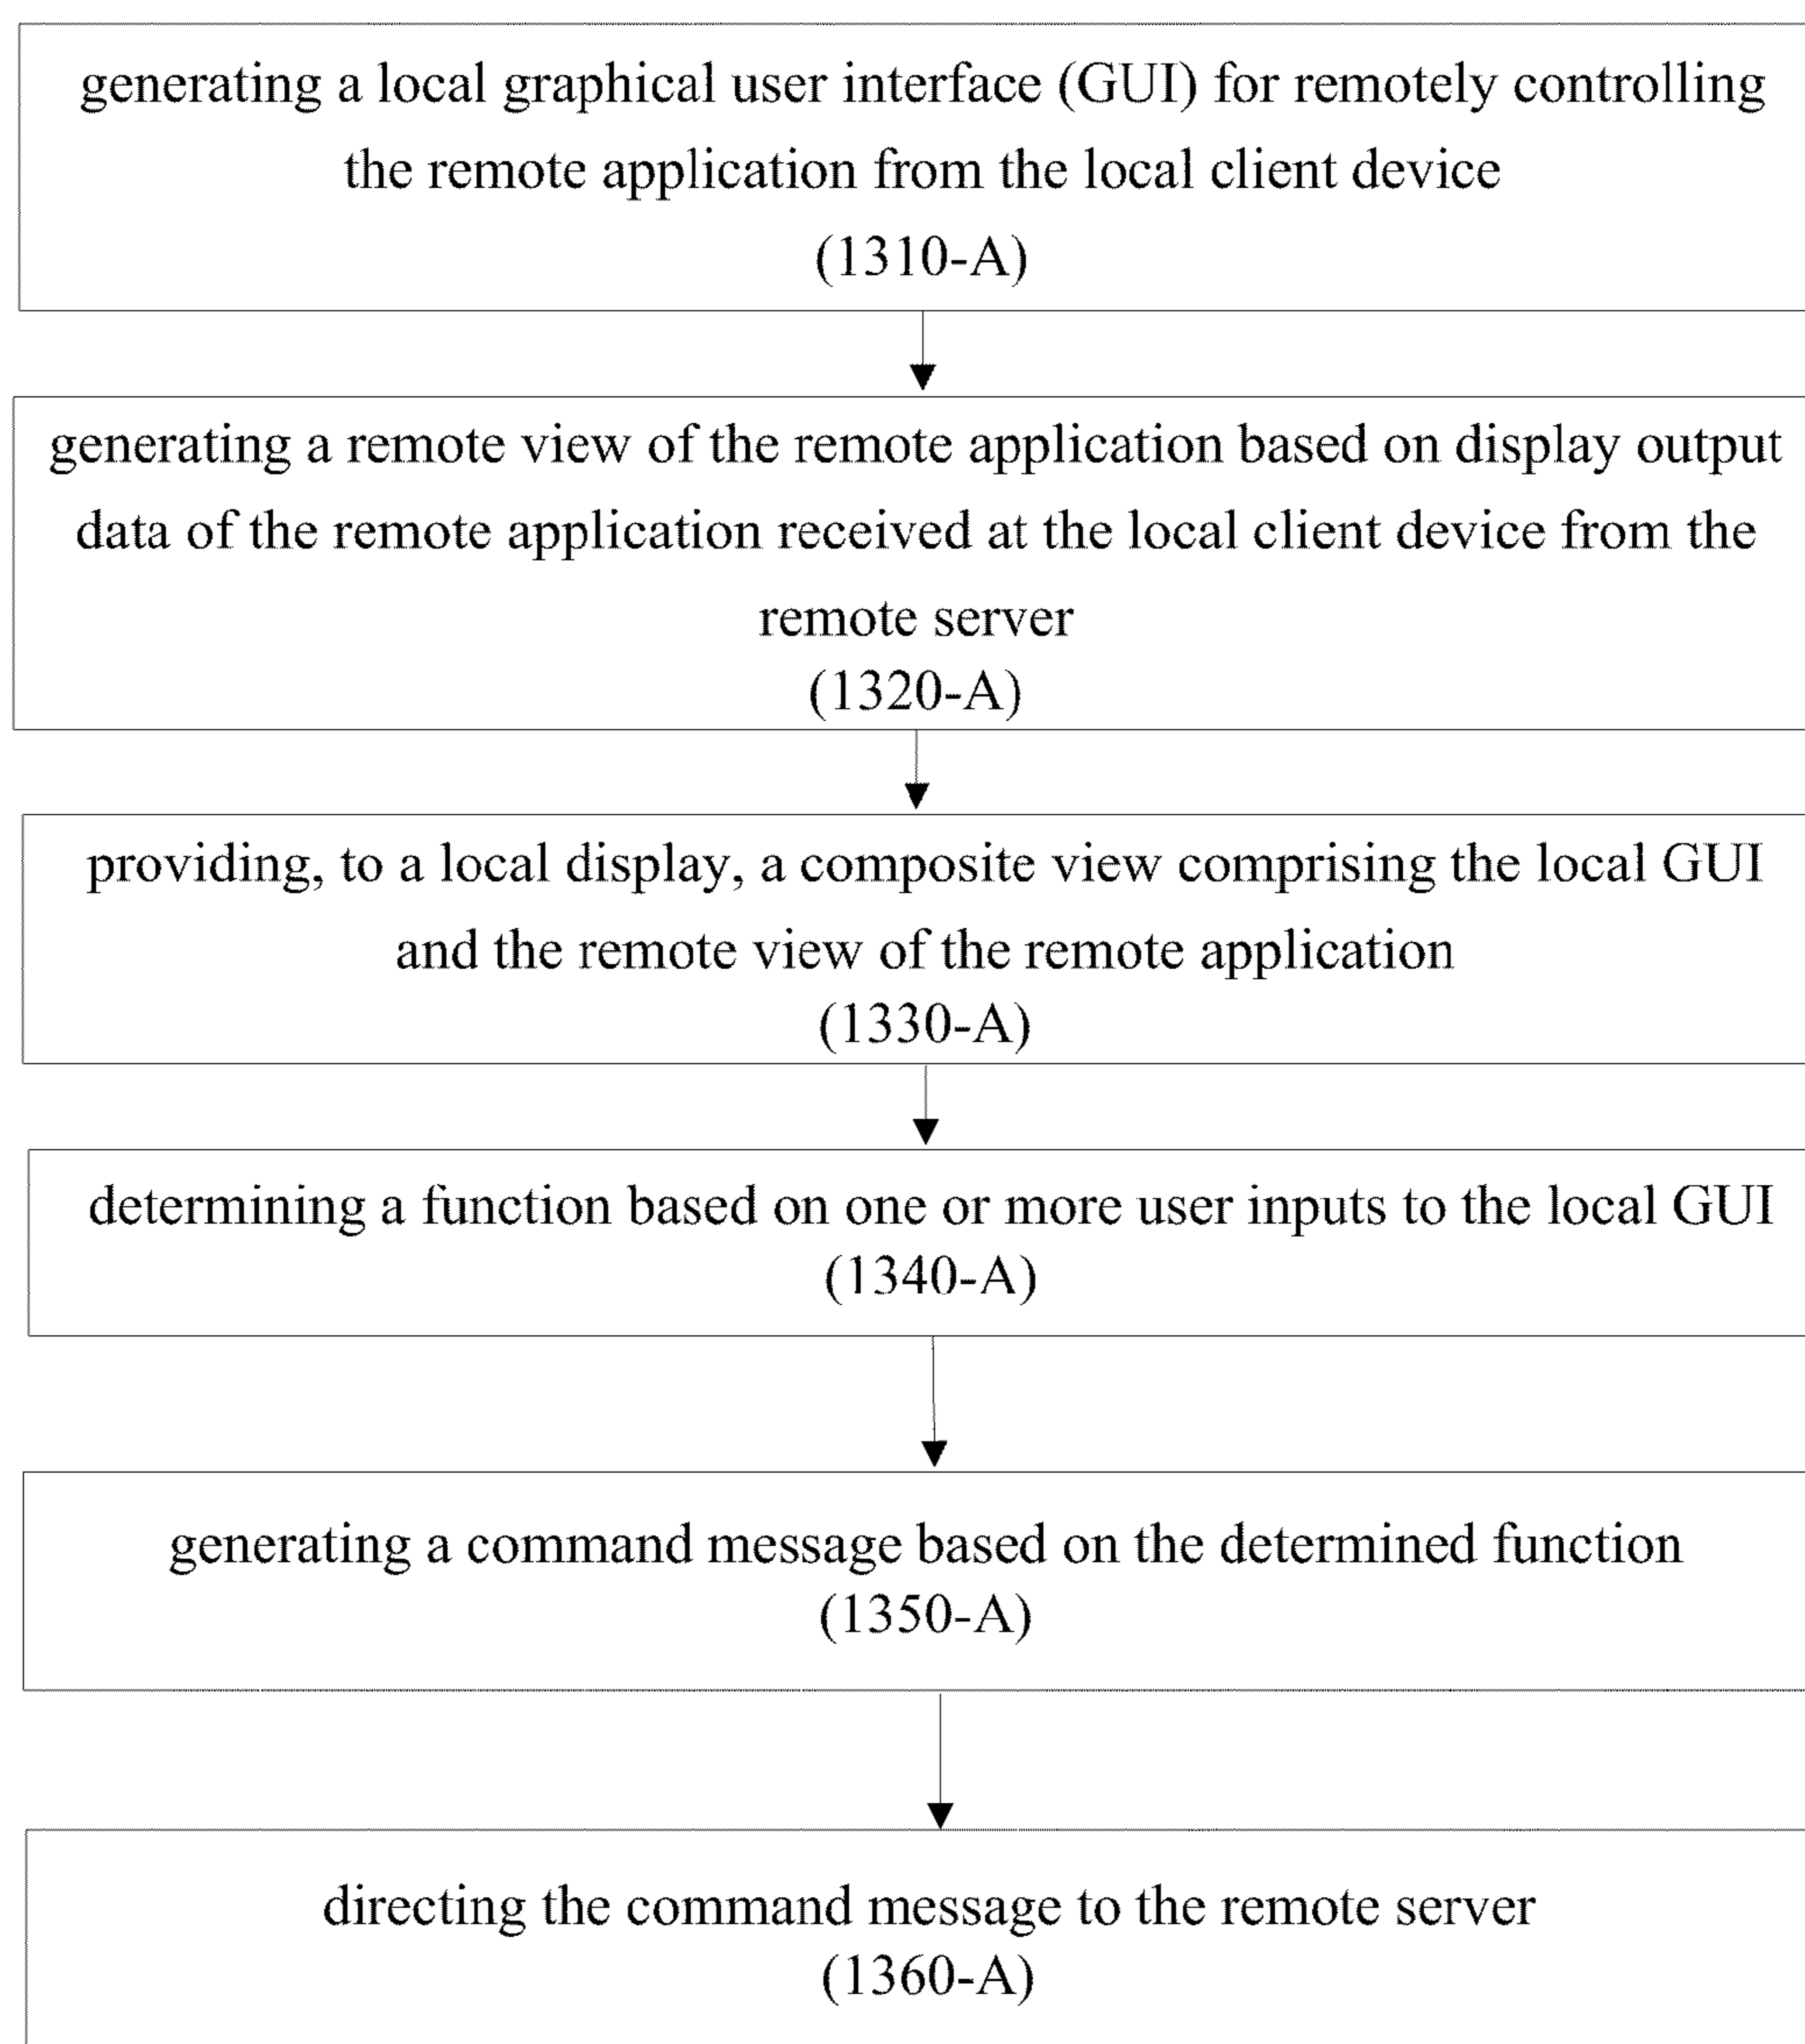 generating a local graphical user interface (GUI) for remotely controlling
the remote application from the local client device
(1310-A)
generating a remote view of the remote application based on display output
data of the remote application received at the local client device from the
remote server
(1320-A)
providing, to a local display, a composite view comprising the local GUI
and the remote view of the remote application
(1330-A)
determining a function based on one or more user inputs to the local GUI
(1340-A)
generating a command message based on the determined function
(1350-A)
directing the command message to the remote server
(1360-A)